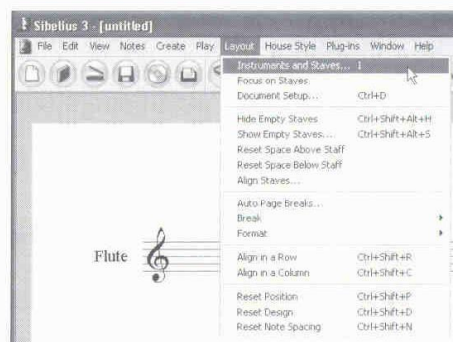 Sibelius 3 - [untitled]
File Edit View Notes Create Play Layout House Style Plug-ins Window Help
Instruments and Staves... I
Focus on Staves
Document Setup... Ctrl+D
Hide Empty Staves Ctrl+Shift+Alt+H
Show Empty Staves... Ctrl+Shift+Alt+S
Reset Space Above Staff
Reset Space Below Staff
Align Staves...
Auto Page Breaks...
Break
Format
Align in a Row Ctrl+Shift+R
Align in a Column Ctrl+Shift+C
Reset Position Ctrl+Shift+P
Reset Design Ctrl+Shift+D
Reset Note Spacing Ctrl+Shift+N
Flute